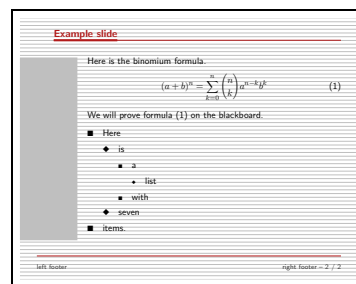 Example slide
Here is the binomium formula.
(a + b)^n = \sum_{k=0}^{n} \binom{n}{k} a^{n-k} b^k (1)
We will prove formula (1) on the blackboard.
■ Here
◆ is
■ a
◆ list
■ with
◆ seven
■ items.
left footer right footer – 2 / 2